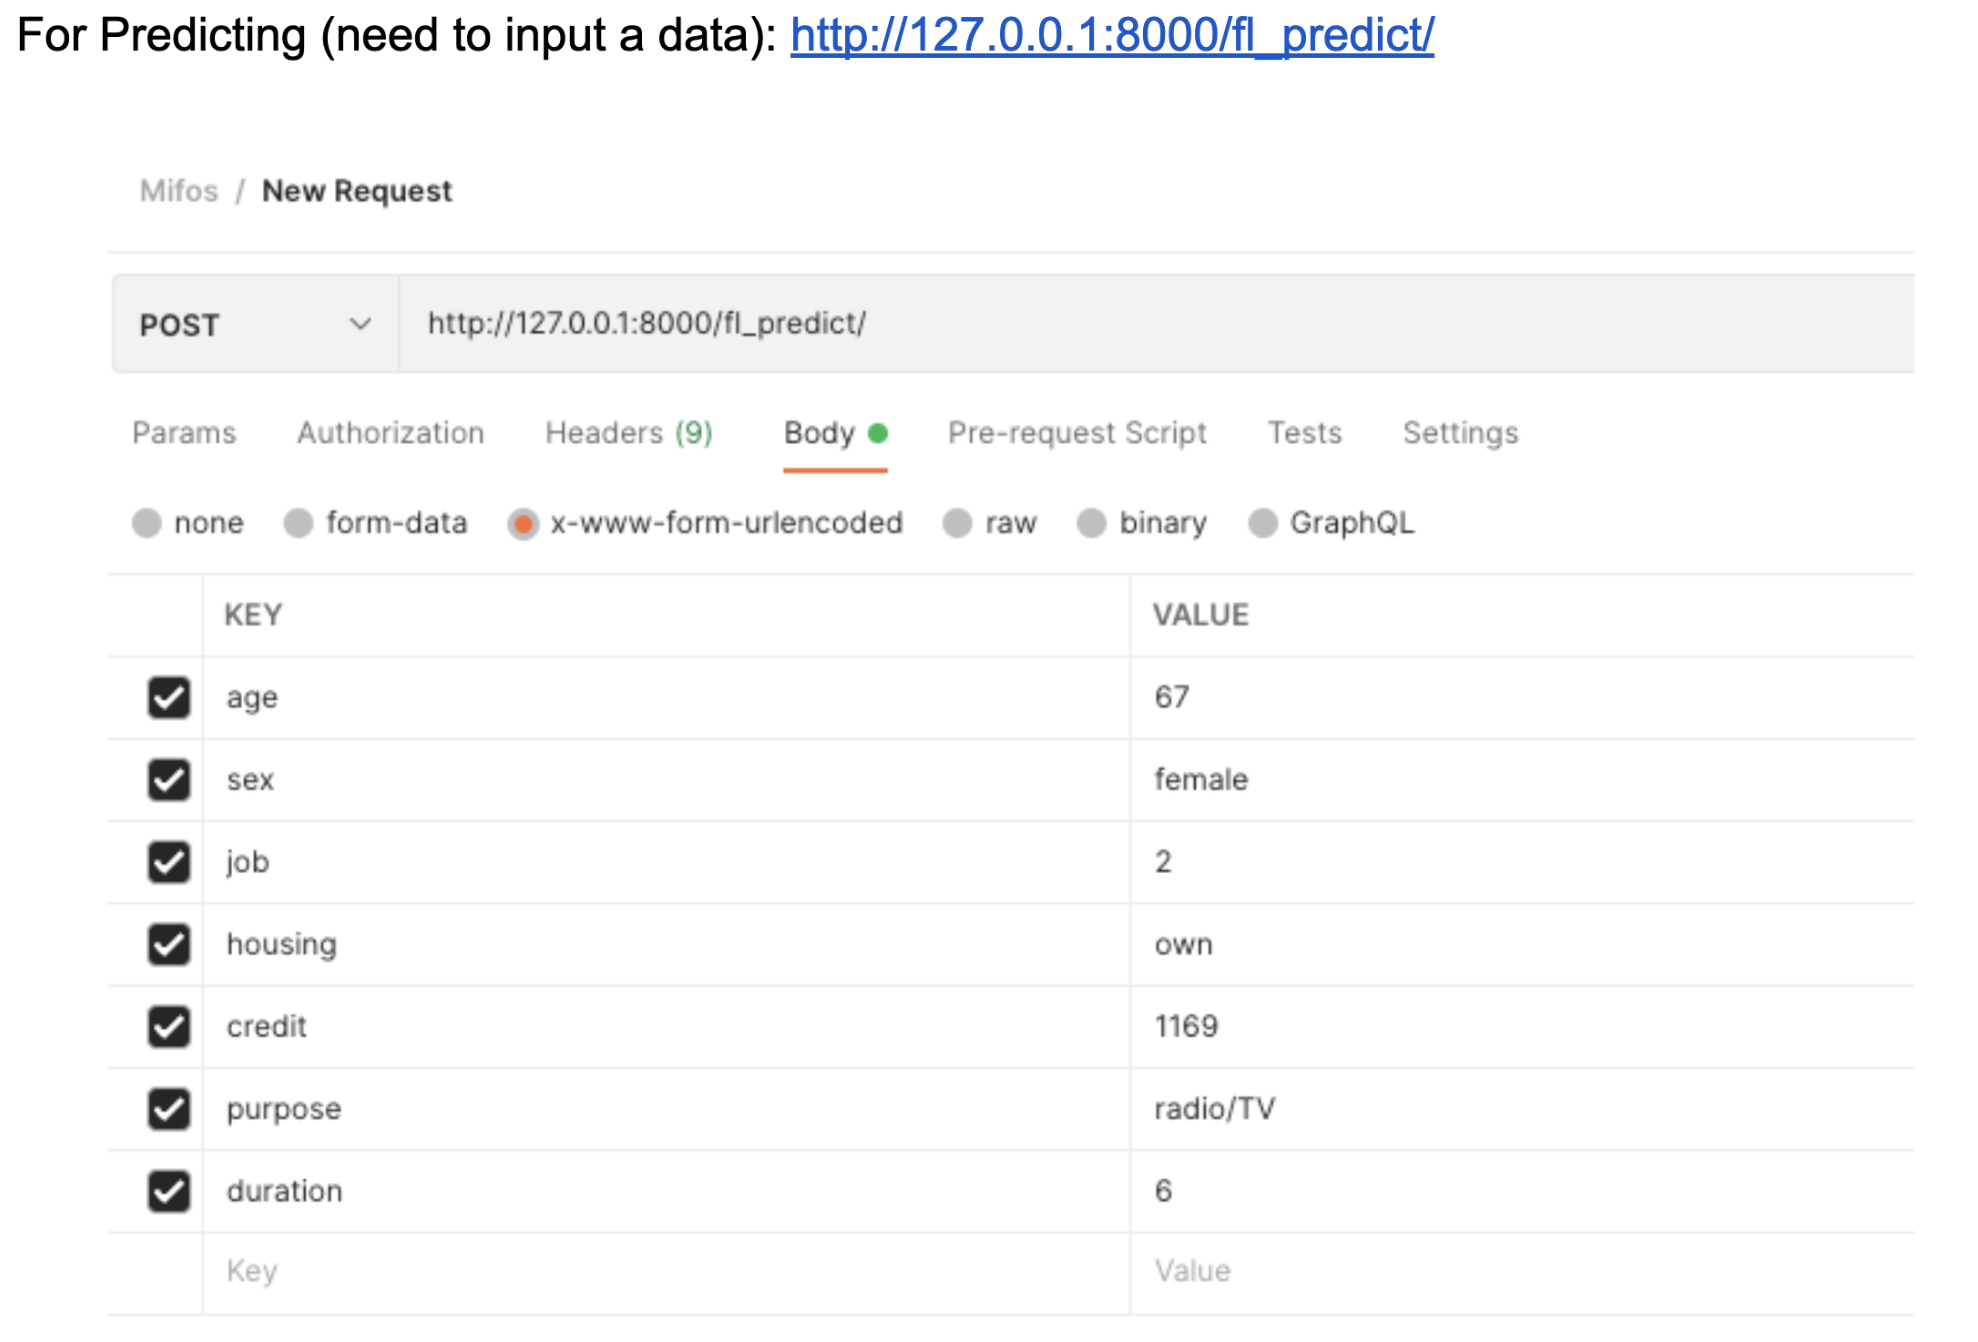 For Predicting (need to input a data): http://127.0.0.1:8000/fl_predict/
Mifos / New Request
POST http://127.0.0.1:8000/fl_predict/
Params Authorization Headers (9) Body Pre-request Script Tests Settings
none form-data x-www-form-urlencoded raw binary GraphQL
KEY VALUE
age 67
sex female
job 2
housing own
credit 1169
purpose radio/TV
duration 6
Key Value